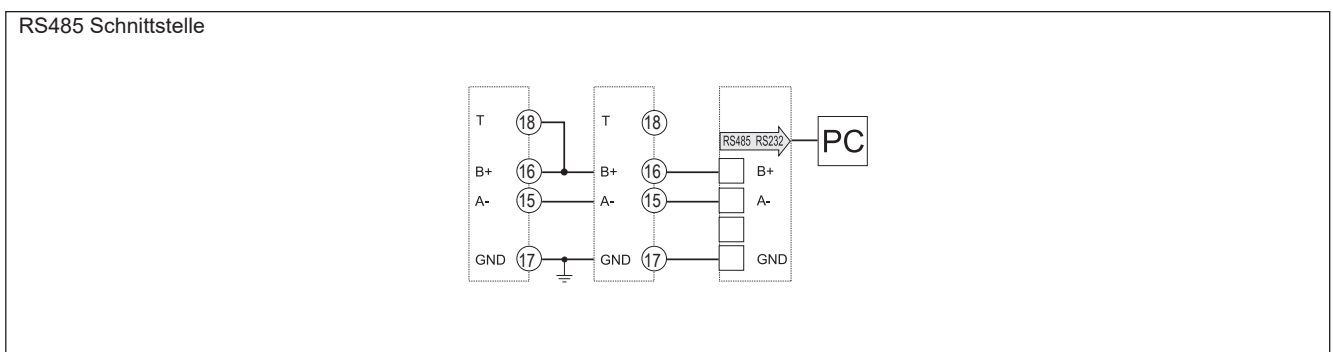 RS485 Schnittstelle
T 18 T 18
RS485 RS232 PC
B+ 16 B+ 16 B+
A- 15 A- 15 A-
GND 17 GND 17 GND